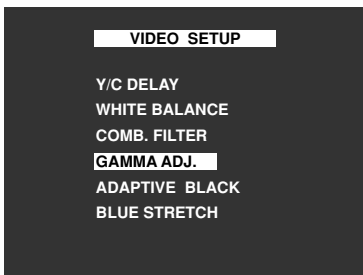 VIDEO SETUP
Y/C DELAY
WHITE BALANCE
COMB. FILTER
GAMMA ADJ.
ADAPTIVE BLACK
BLUE STRETCH